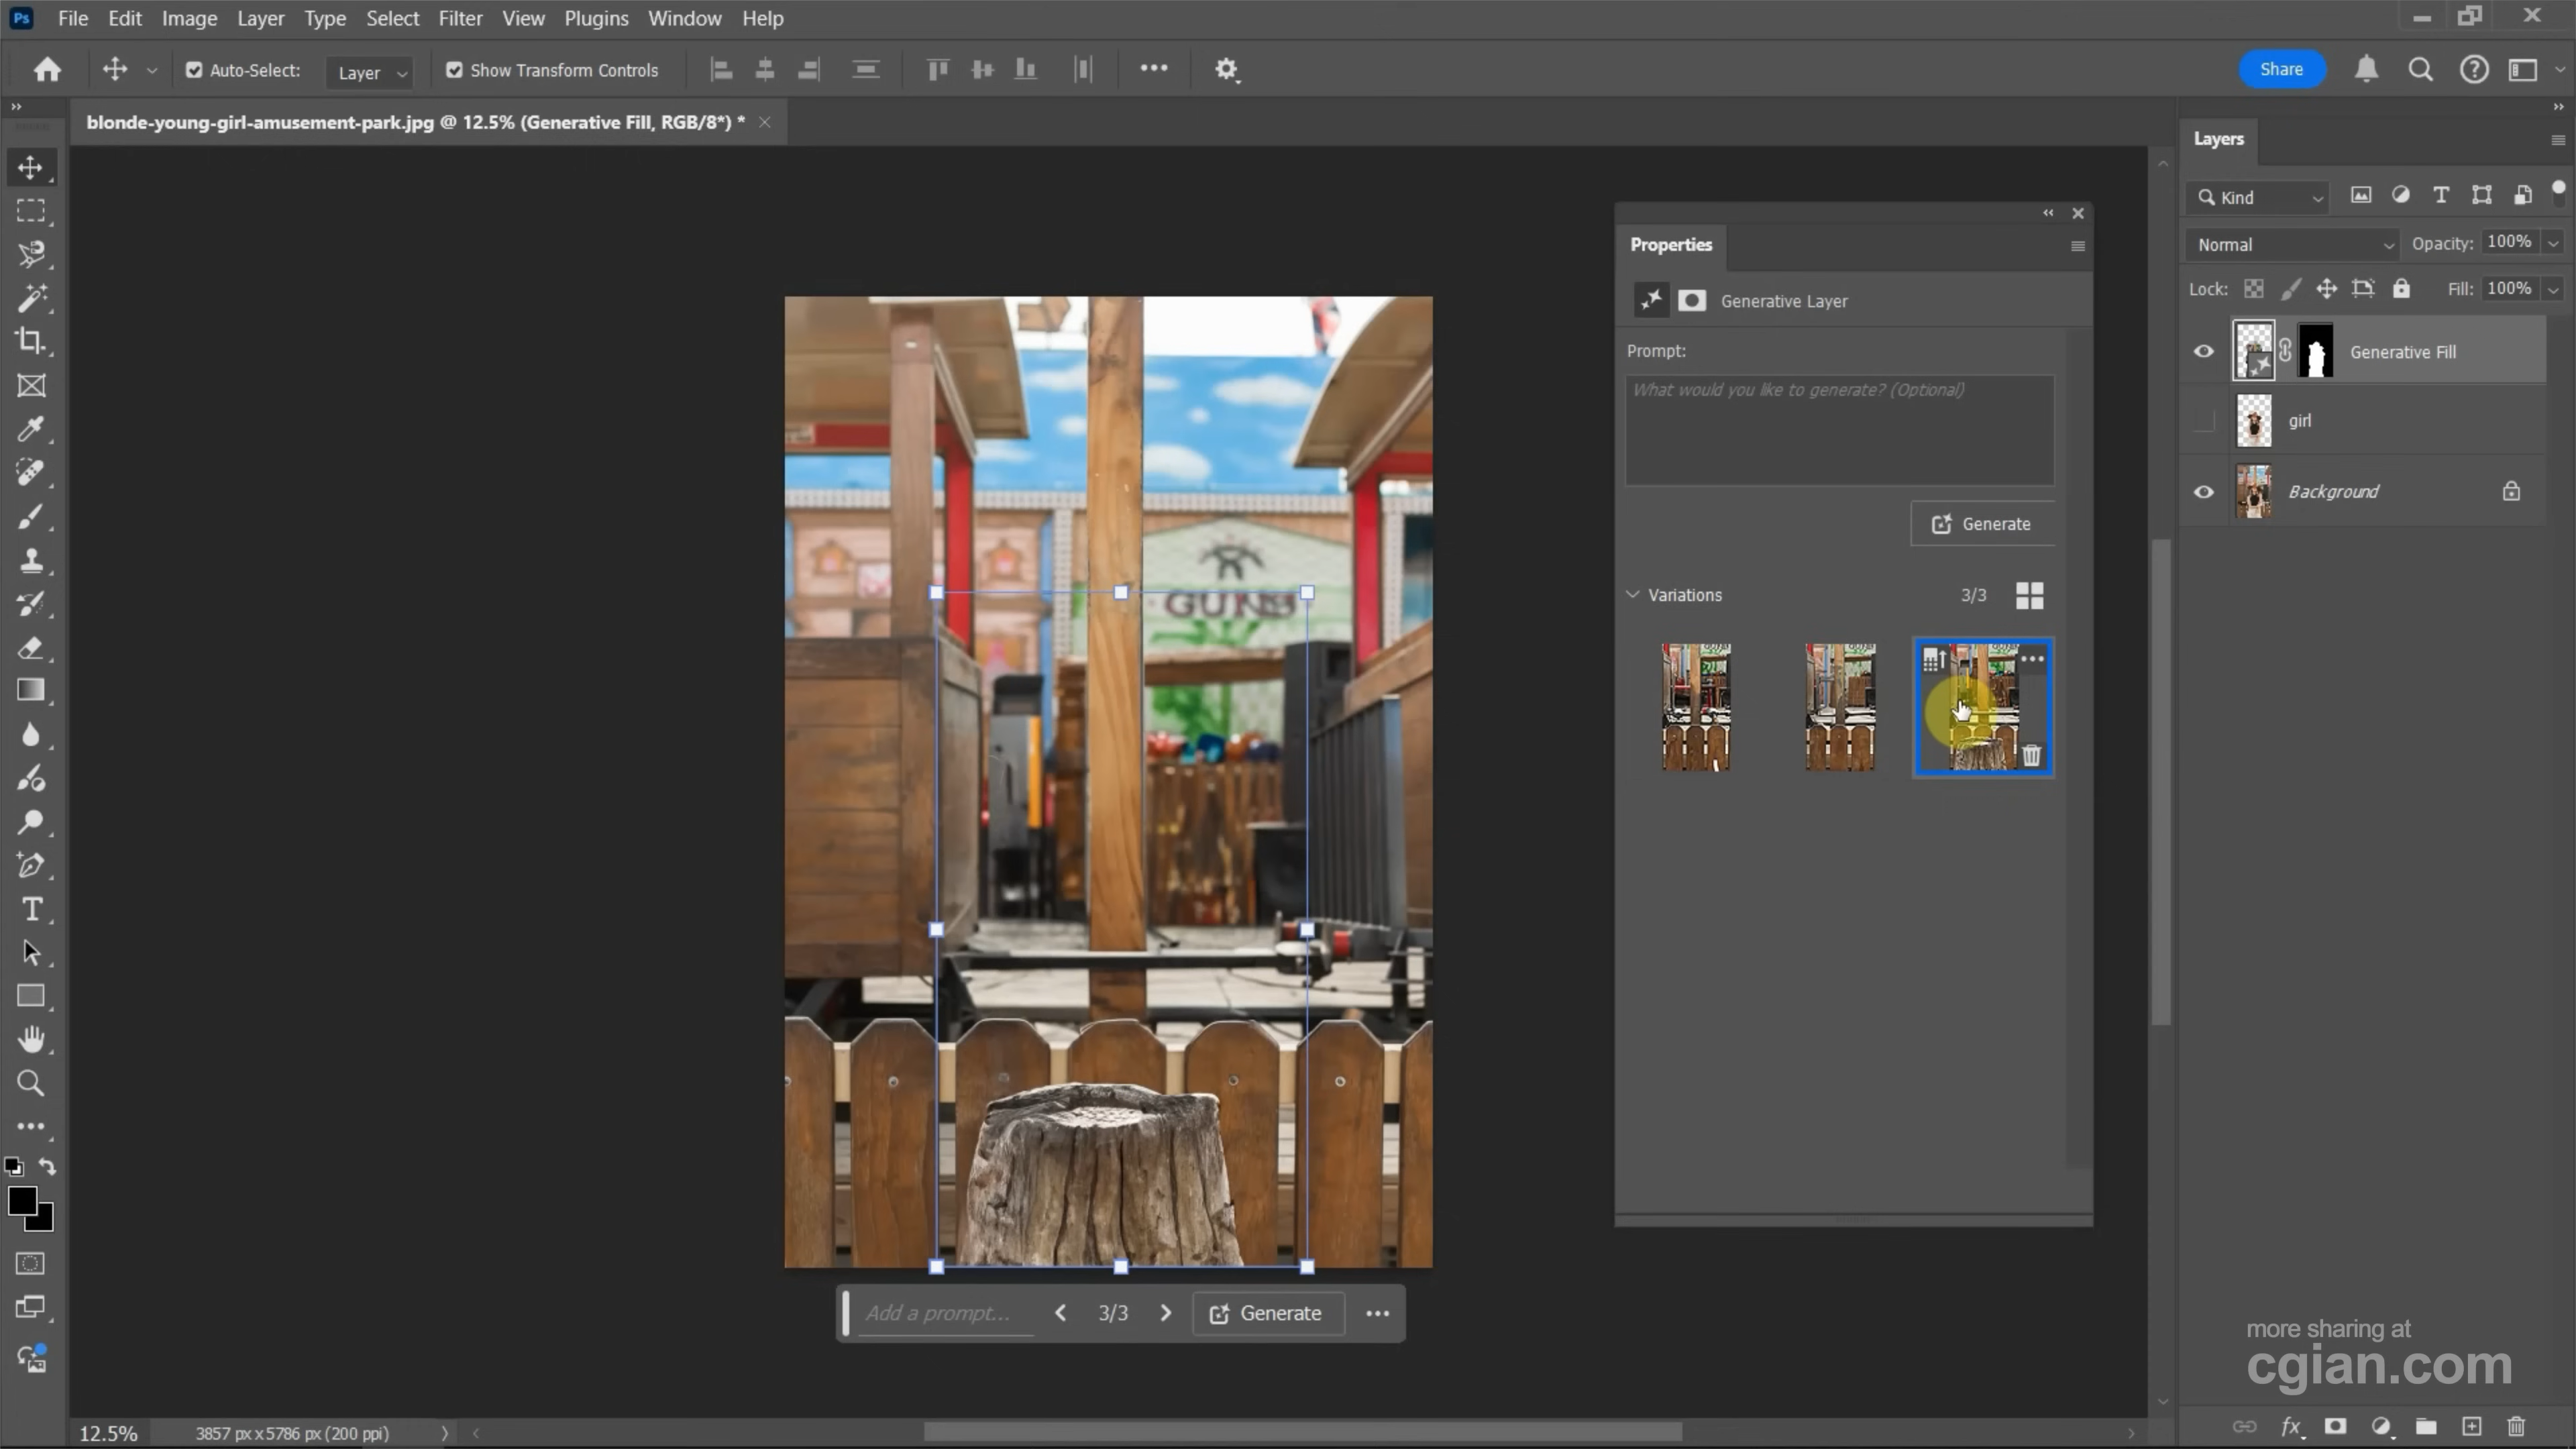 Ps File Edit Image Layer Type Select Filter View Plugins Window Help
Auto-Select: Layer Show Transform Controls Share
blonde-young-girl-amusement-park.jpg @ 12.5% (Generative Fill, RGB/8*) *
Layers
Kind
Normal Opacity: 100%
Lock: Fill: 100%
Generative Fill
girl
Background
Properties
Generative Layer
Prompt:
What would you like to generate? (Optional)
Generate
Variations 3/3
GUNS
Add a prompt... 3/3 Generate
more sharing at
cgian.com
12.5% 3857 px x 5786 px (200 ppi)